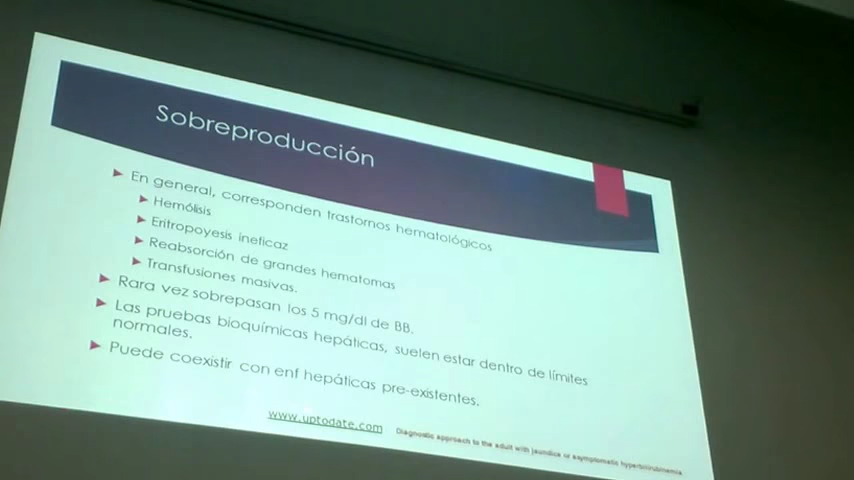 Sobreproducción
En general, corresponden trastornos hematológicos
Hemólisis
Eritropoyesis ineficaz
Reabsorción de grandes hematomas
Transfusiones masivas.
Rara vez sobrepasan los 5 mg/dl de BB.
Las pruebas bioquímicas hepáticas, suelen estar dentro de límites
normales.
Puede coexistir con enf hepáticas pre-existentes.
www.uptodate.com
Diagnostic approach to the adult with jaundice or asymptomatic hyperbilirubinemia